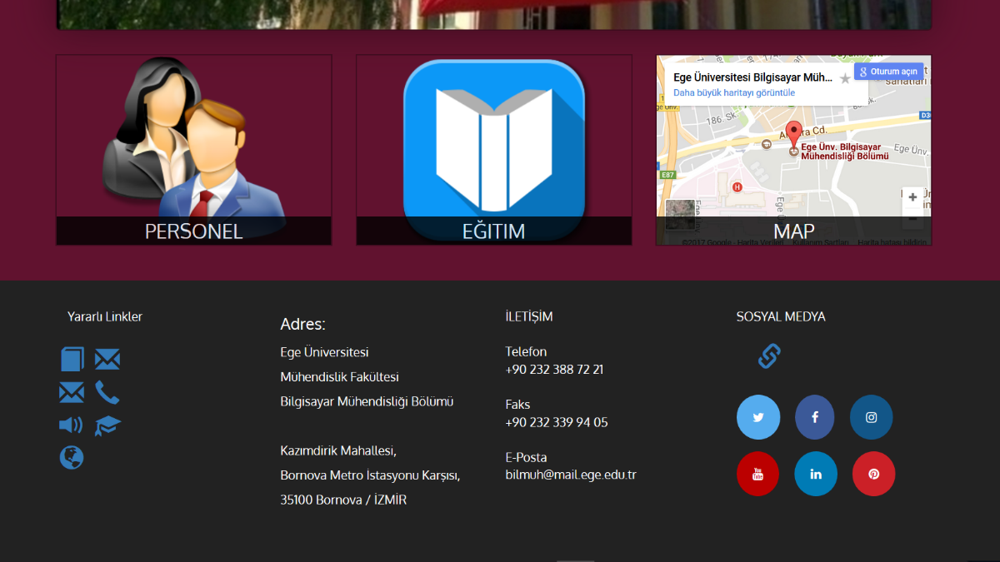 PERSONEL
EĞITIM
Ege Üniversitesi Bilgisayar Müh...
Oturum açın
Daha büyük haritayı görüntüle
186. Sk.
Ege Ünv. Bilgisayar
Mühendisliği Bölümü
Ege Ünv.
E87
H
MAP
©2017 Google
Harita Verileri
Kullanım Şartları
Harita hatası bildirin
Yararlı Linkler
Adres:
Ege Üniversitesi
Mühendislik Fakültesi
Bilgisayar Mühendisliği Bölümü
Kazımdirik Mahallesi,
Bornova Metro İstasyonu Karşısı,
35100 Bornova / İZMİR
İLETİŞİM
Telefon
+90 232 388 72 21
Faks
+90 232 339 94 05
E-Posta
bilmuh@mail.ege.edu.tr
SOSYAL MEDYA